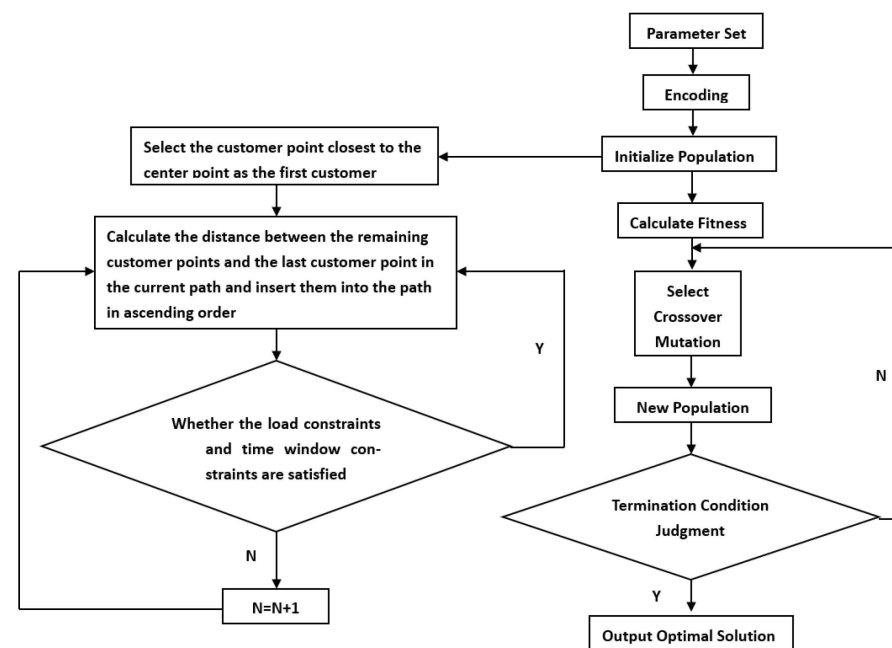 Parameter Set
Encoding
Initialize Population
Select the customer point closest to the
center point as the first customer
Calculate Fitness
Calculate the distance between the remaining
customer points and the last customer point in
the current path and insert them into the path
in ascending order
Select
Crossover
Mutation
Y
N
New Population
Whether the load constraints
and time window con-
straints are satisfied
Termination Condition
Judgment
N
Y
N=N+1
Output Optimal Solution